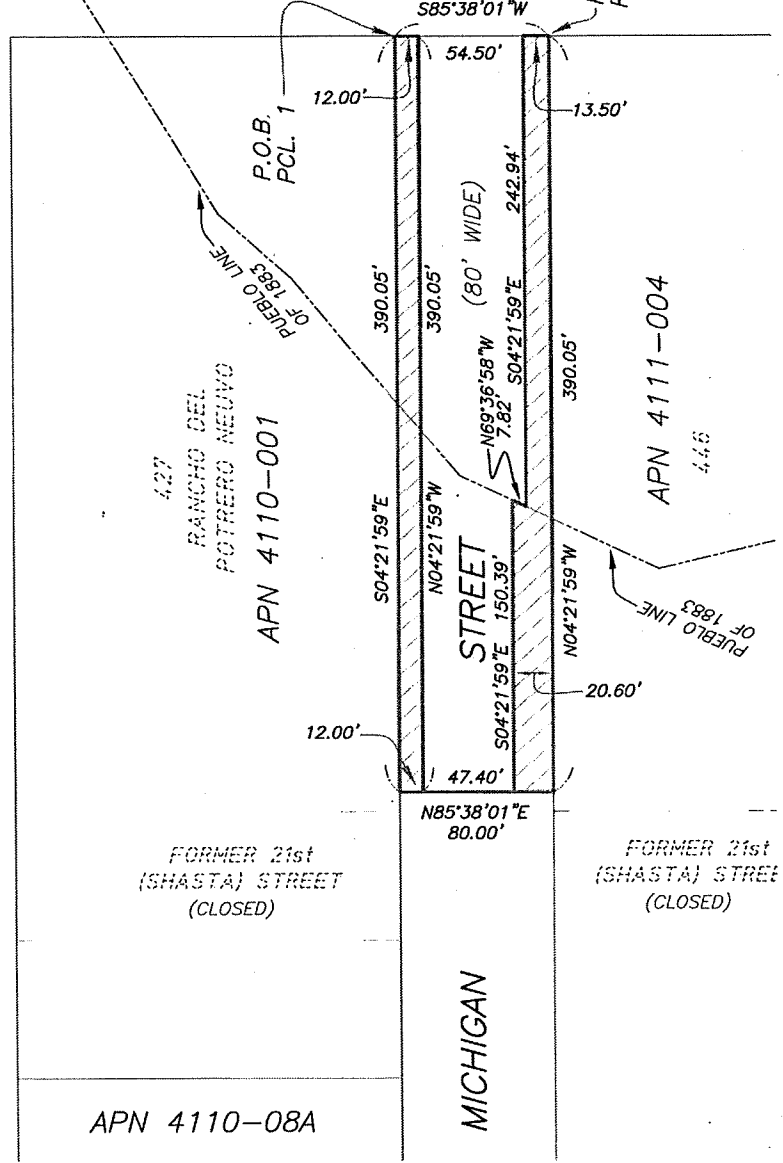 S85°38'01"W
54.50'
12.00'
13.50'
P.O.B.
PCL. 1
PUEBLO LINE
OF 1883
390.05'
390.05'
(80' WIDE)
242.94'
S04°21'59"E
N69°36'58"W
7.82'
390.05'
427
RANCHO DEL
POTRERO NEUVO
APN 4110-001
APN 4111-004
446
S04°21'59"E
N04°21'59"W
STREET
S04°21'59"E 150.39'
N04°21'59"W
PUEBLO LINE
OF 1883
20.60'
12.00'
47.40'
N85°38'01"E
80.00'
FORMER 21st
(SHASTA) STREET
(CLOSED)
FORMER 21st
(SHASTA) STREE
(CLOSED)
MICHIGAN
APN 4110-08A